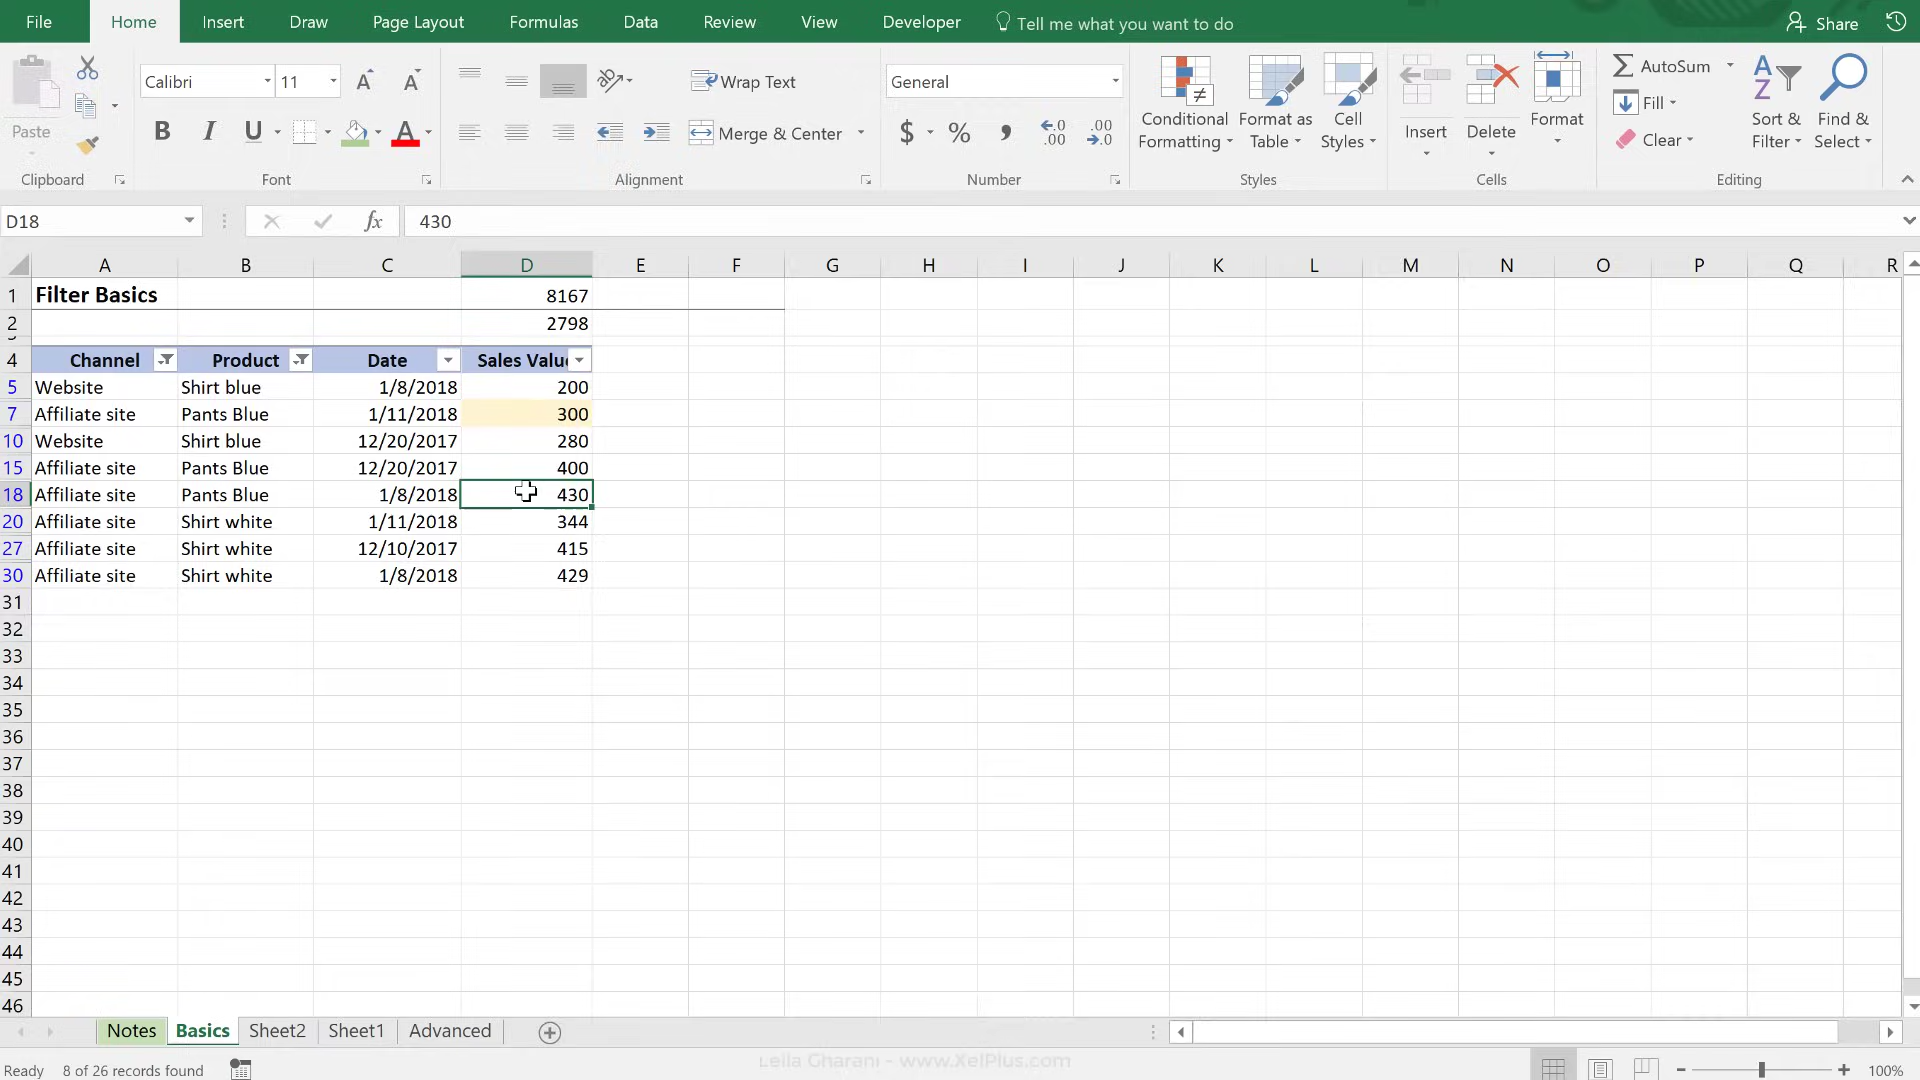 File Home Insert Draw Page Layout Formulas Data Review View Developer Tell me what you want to do Share
Calibri 11 Wrap Text General AutoSum
Paste Conditional Formatting Format as Table Cell Styles Insert Delete Format Fill Sort & Filter Find & Select
B I U A Merge & Center $ % , Clear
Clipboard Font Alignment Number Styles Cells Editing
D18 fx 430
A B C D E F G H I J K L M N O P Q R
1 Filter Basics 8167
2 2798
4 Channel Product Date Sales Valu
5 Website Shirt blue 1/8/2018 200
7 Affiliate site Pants Blue 1/11/2018 300
10 Website Shirt blue 12/20/2017 280
15 Affiliate site Pants Blue 12/20/2017 400
18 Affiliate site Pants Blue 1/8/2018 430
20 Affiliate site Shirt white 1/11/2018 344
27 Affiliate site Shirt white 12/10/2017 415
30 Affiliate site Shirt white 1/8/2018 429
31
32
33
34
35
36
37
38
39
40
41
42
43
44
45
46
Notes Basics Sheet2 Sheet1 Advanced
Ready 8 of 26 records found Leila Gharani - www.XelPlus.com 100%